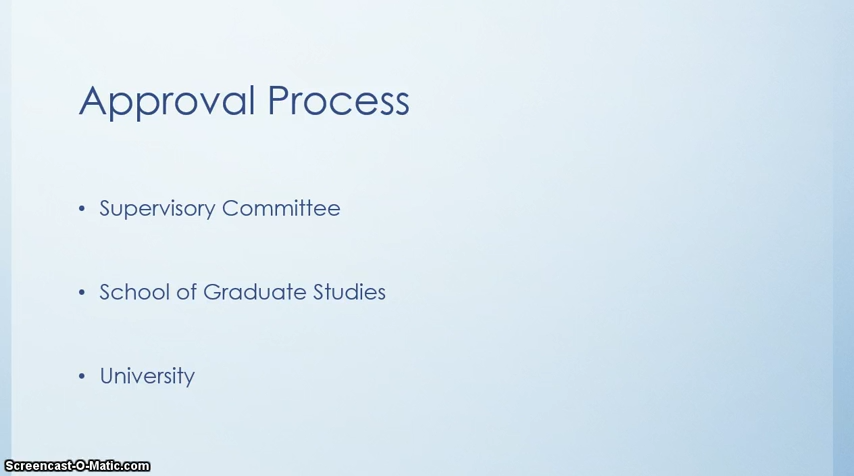 Approval Process
• Supervisory Committee
• School of Graduate Studies
• University
Screencast-O-Matic.com